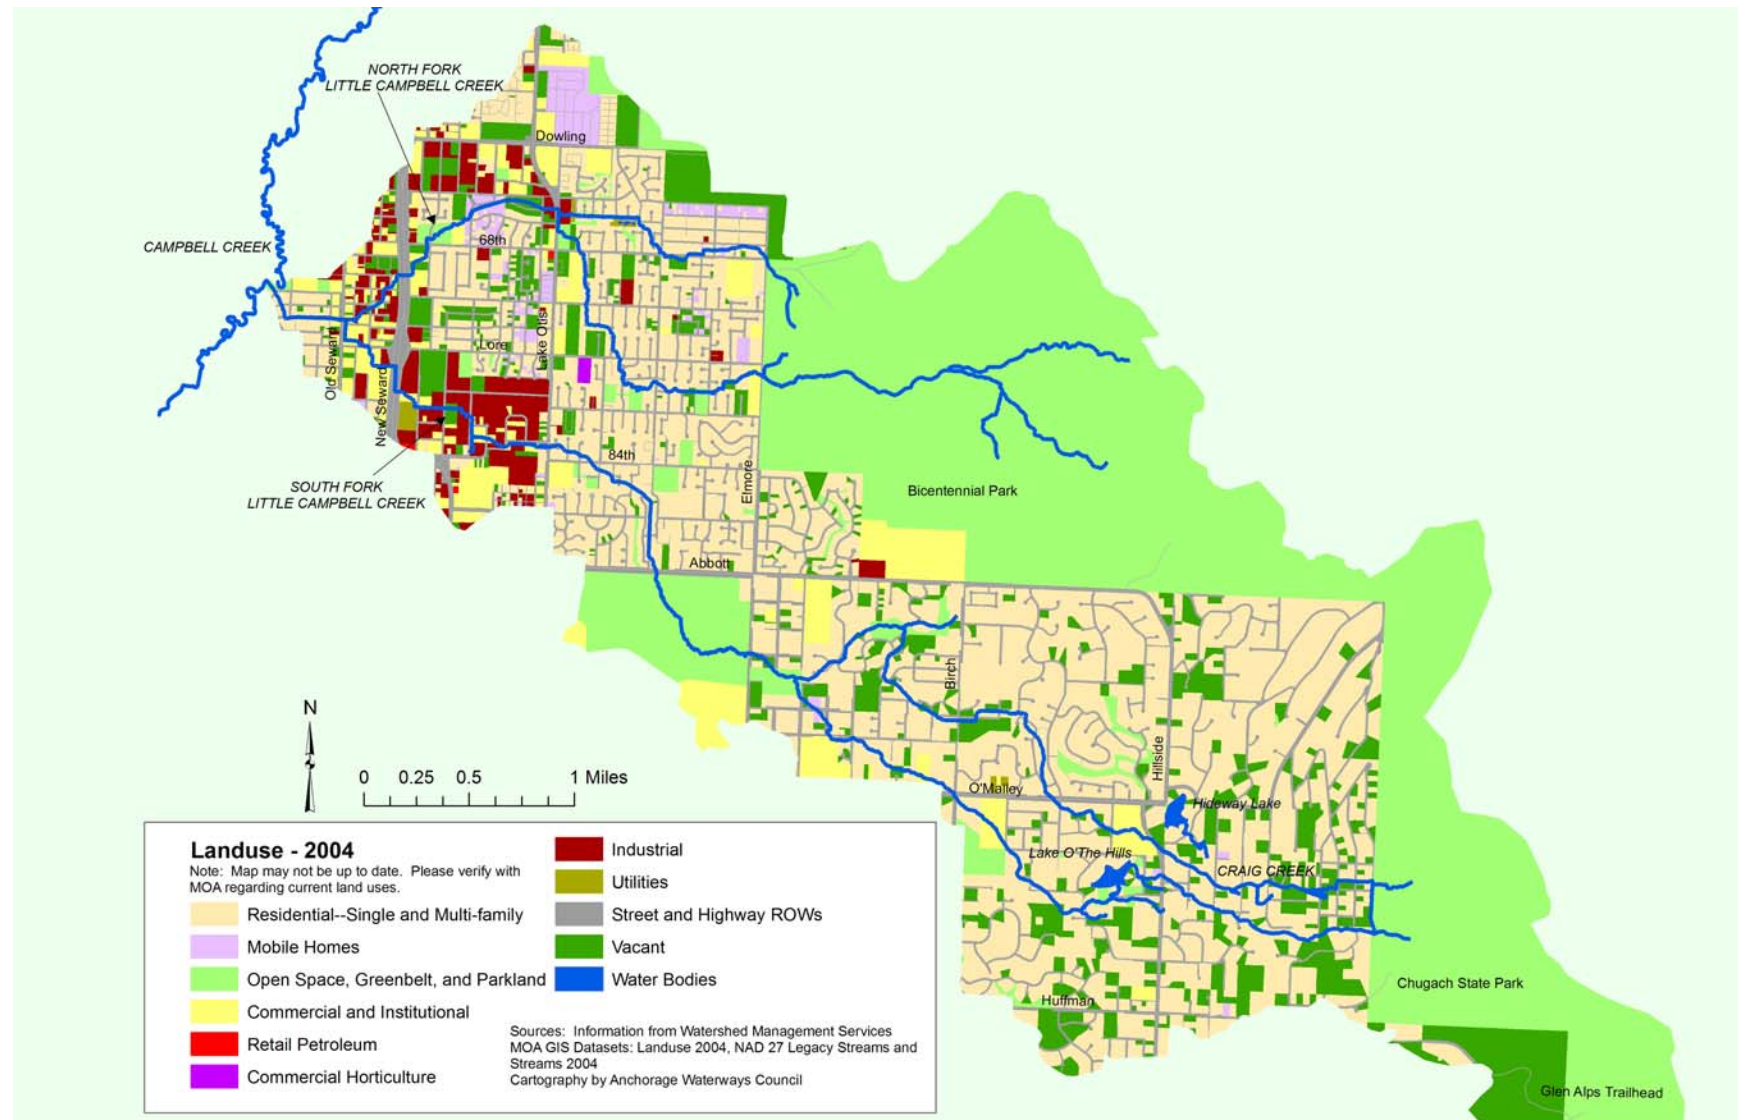 NORTH FORK
LITTLE CAMPBELL CREEK
Dowling
CAMPBELL CREEK
68th
Old Seward
New Seward
Lore
Lake Otis
SOUTH FORK
LITTLE CAMPBELL CREEK
84th
Elmore
Bicentennial Park
Abbott
Birch
Hillside
O'Malley
Hideway Lake
Lake O'The Hills
CRAIG CREEK
Huffman
Chugach State Park
Glen Alps Trailhead
N
0 0.25 0.5 1 Miles
Landuse - 2004
Note: Map may not be up to date. Please verify with
MOA regarding current land uses.
Residential--Single and Multi-family
Mobile Homes
Open Space, Greenbelt, and Parkland
Commercial and Institutional
Retail Petroleum
Commercial Horticulture
Industrial
Utilities
Street and Highway ROWs
Vacant
Water Bodies
Sources: Information from Watershed Management Services
MOA GIS Datasets: Landuse 2004, NAD 27 Legacy Streams and
Streams 2004
Cartography by Anchorage Waterways Council